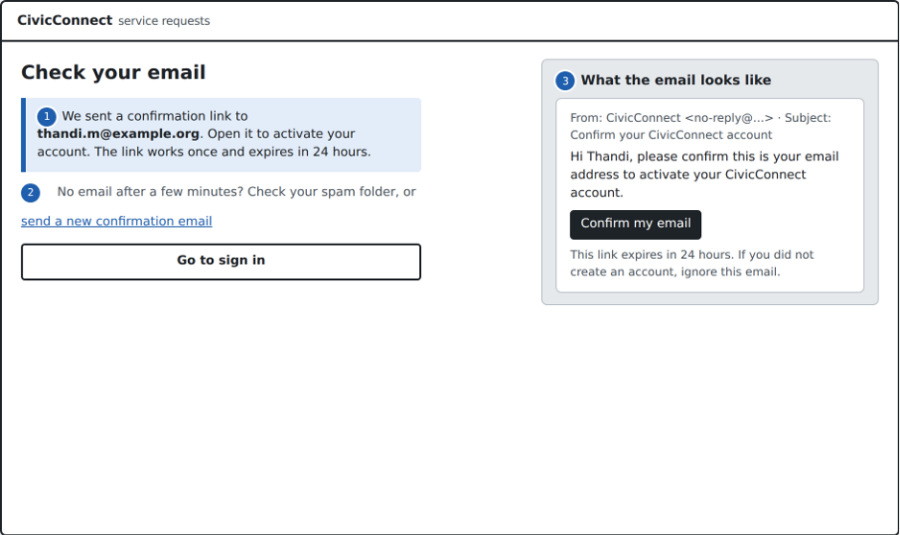 CivicConnect service requests
Check your email
1 We sent a confirmation link to
thandi.m@example.org. Open it to activate your
account. The link works once and expires in 24 hours.
2 No email after a few minutes? Check your spam folder, or
send a new confirmation email
Go to sign in
3 What the email looks like
From: CivicConnect <no-reply@...> · Subject:
Confirm your CivicConnect account
Hi Thandi, please confirm this is your email
address to activate your CivicConnect
account.
Confirm my email
This link expires in 24 hours. If you did not
create an account, ignore this email.